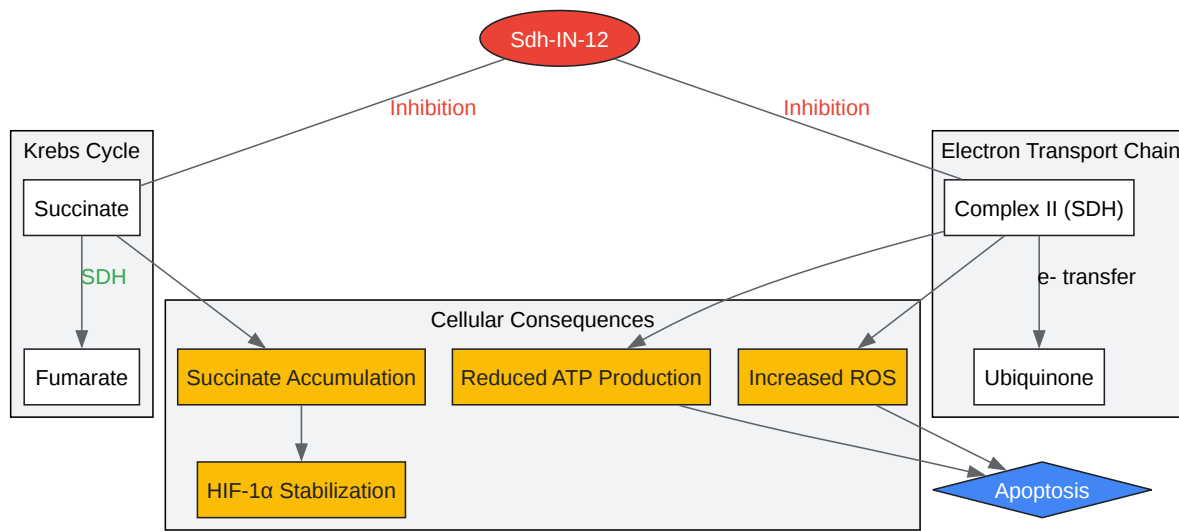 Sdh-IN-12
Inhibition
Inhibition
Krebs Cycle
Electron Transport Chain
Succinate
Complex II (SDH)
SDH
e- transfer
Cellular Consequences
Fumarate
Succinate Accumulation
Reduced ATP Production
Increased ROS
Ubiquinone
HIF-1α Stabilization
Apoptosis